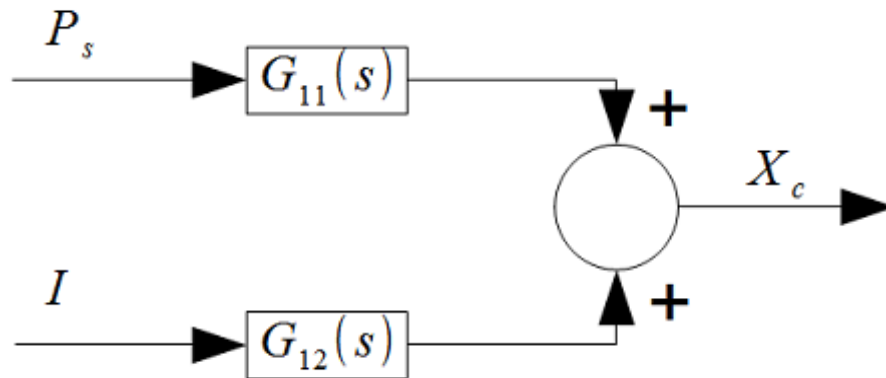 P_s
G_11(s)
+
X_c
I
G_12(s)
+